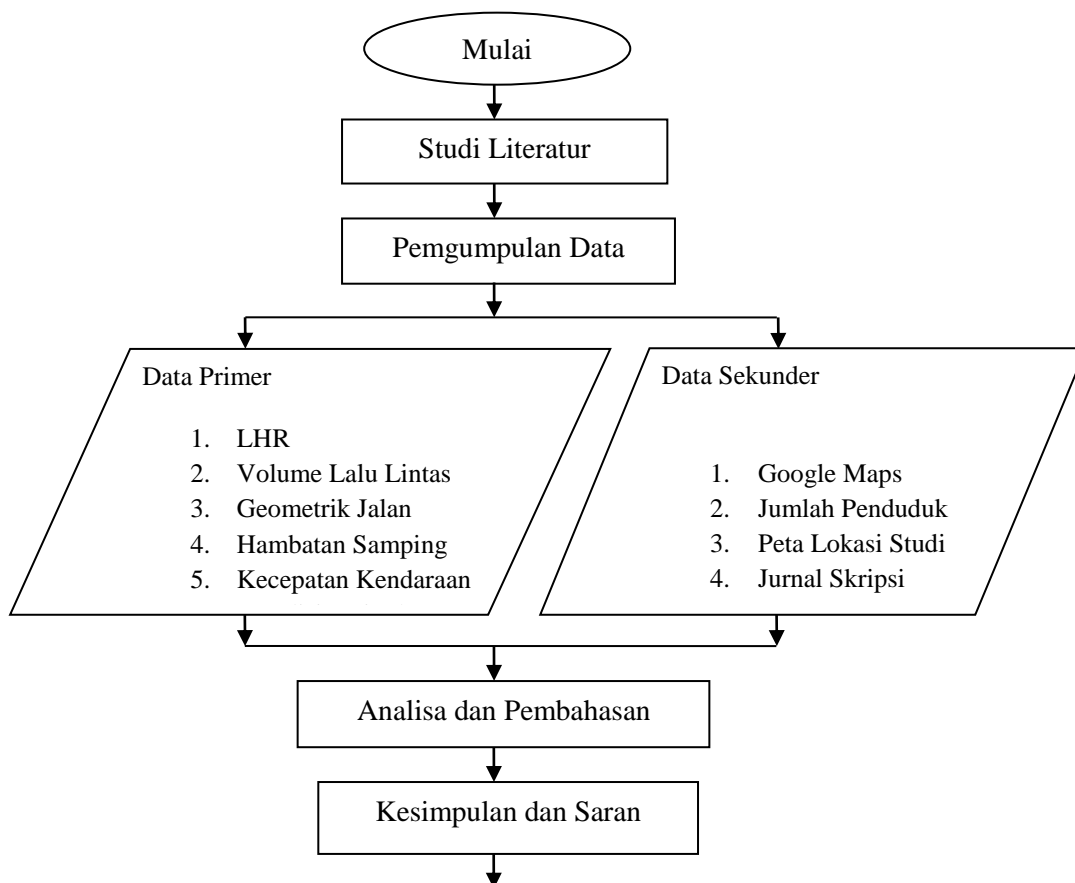 Mulai
Studi Literatur
Pemgumpulan Data
Data Primer
1. LHR
2. Volume Lalu Lintas
3. Geometrik Jalan
4. Hambatan Samping
5. Kecepatan Kendaraan
Data Sekunder
1. Google Maps
2. Jumlah Penduduk
3. Peta Lokasi Studi
4. Jurnal Skripsi
Analisa dan Pembahasan
Kesimpulan dan Saran